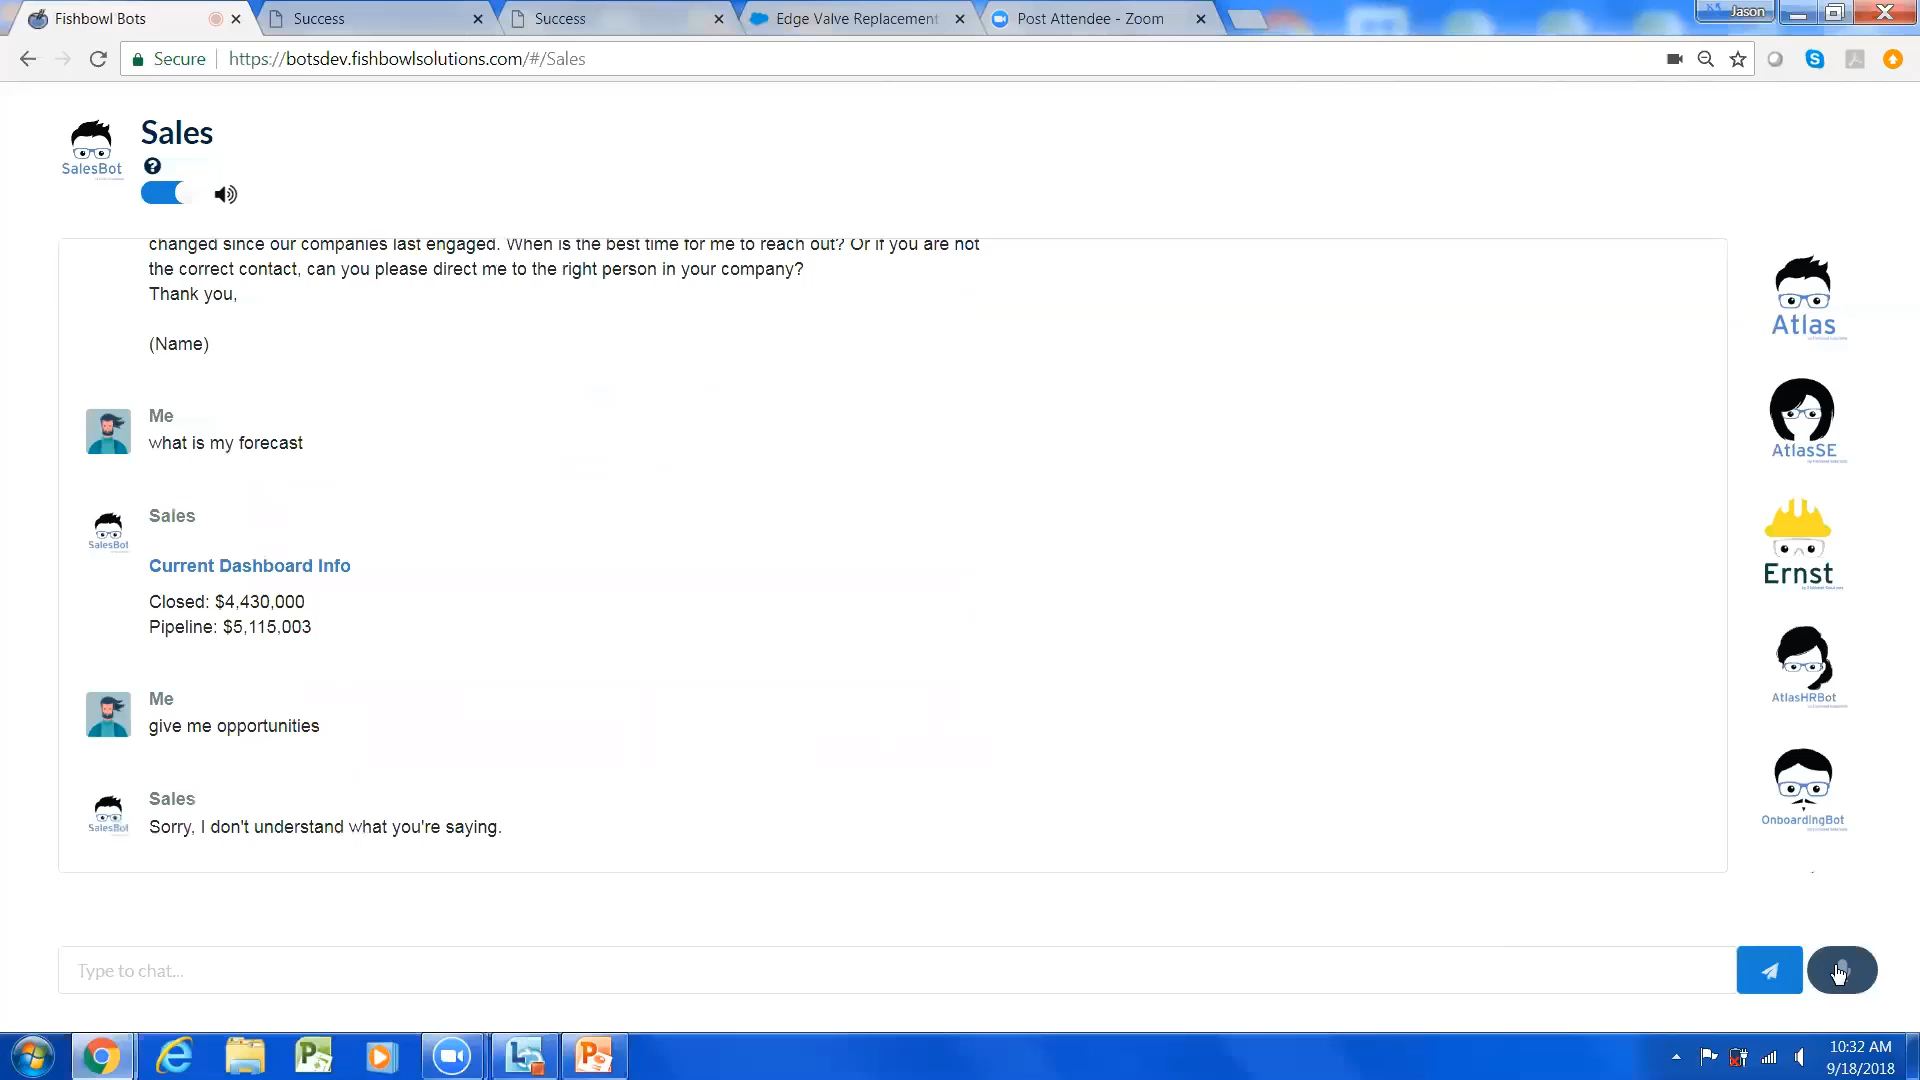 Fishbowl Bots
Success
Success
Edge Valve Replacement
Post Attendee - Zoom
Jason
Secure
https://botsdev.fishbowlsolutions.com/#/Sales
SalesBot
Sales
changed since our companies last engaged. When is the best time for me to reach out? Or if you are not
the correct contact, can you please direct me to the right person in your company?
Thank you,
(Name)
Me
what is my forecast
Sales
SalesBot
Current Dashboard Info
Closed: $4,430,000
Pipeline: $5,115,003
Me
give me opportunities
Sales
SalesBot
Sorry, I don't understand what you're saying.
Atlas
AtlasSE
Ernst
AtlasHRBot
OnboardingBot
Type to chat...
10:32 AM
9/18/2018